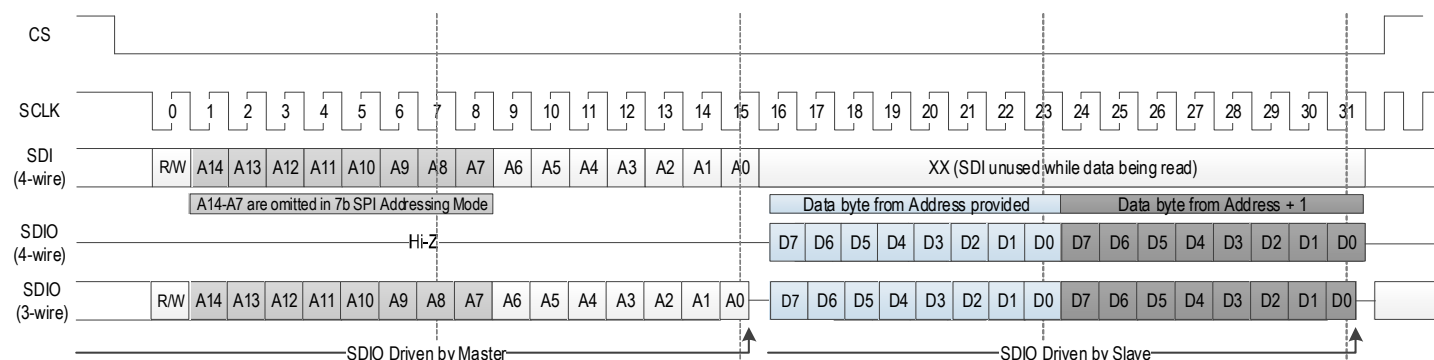 CS
SCLK 0 1 2 3 4 5 6 7 8 9 10 11 12 13 14 15 16 17 18 19 20 21 22 23 24 25 26 27 28 29 30 31
SDI
(4-wire)
R/W A14 A13 A12 A11 A10 A9 A8 A7 A6 A5 A4 A3 A2 A1 A0 XX (SDI unused while data being read)
A14-A7 are omitted in 7b SPI Addressing Mode Data byte from Address provided Data byte from Address + 1
SDIO
(4-wire)
Hi-Z D7 D6 D5 D4 D3 D2 D1 D0 D7 D6 D5 D4 D3 D2 D1 D0
SDIO
(3-wire)
R/W A14 A13 A12 A11 A10 A9 A8 A7 A6 A5 A4 A3 A2 A1 A0 D7 D6 D5 D4 D3 D2 D1 D0 D7 D6 D5 D4 D3 D2 D1 D0
SDIO Driven by Master SDIO Driven by Slave